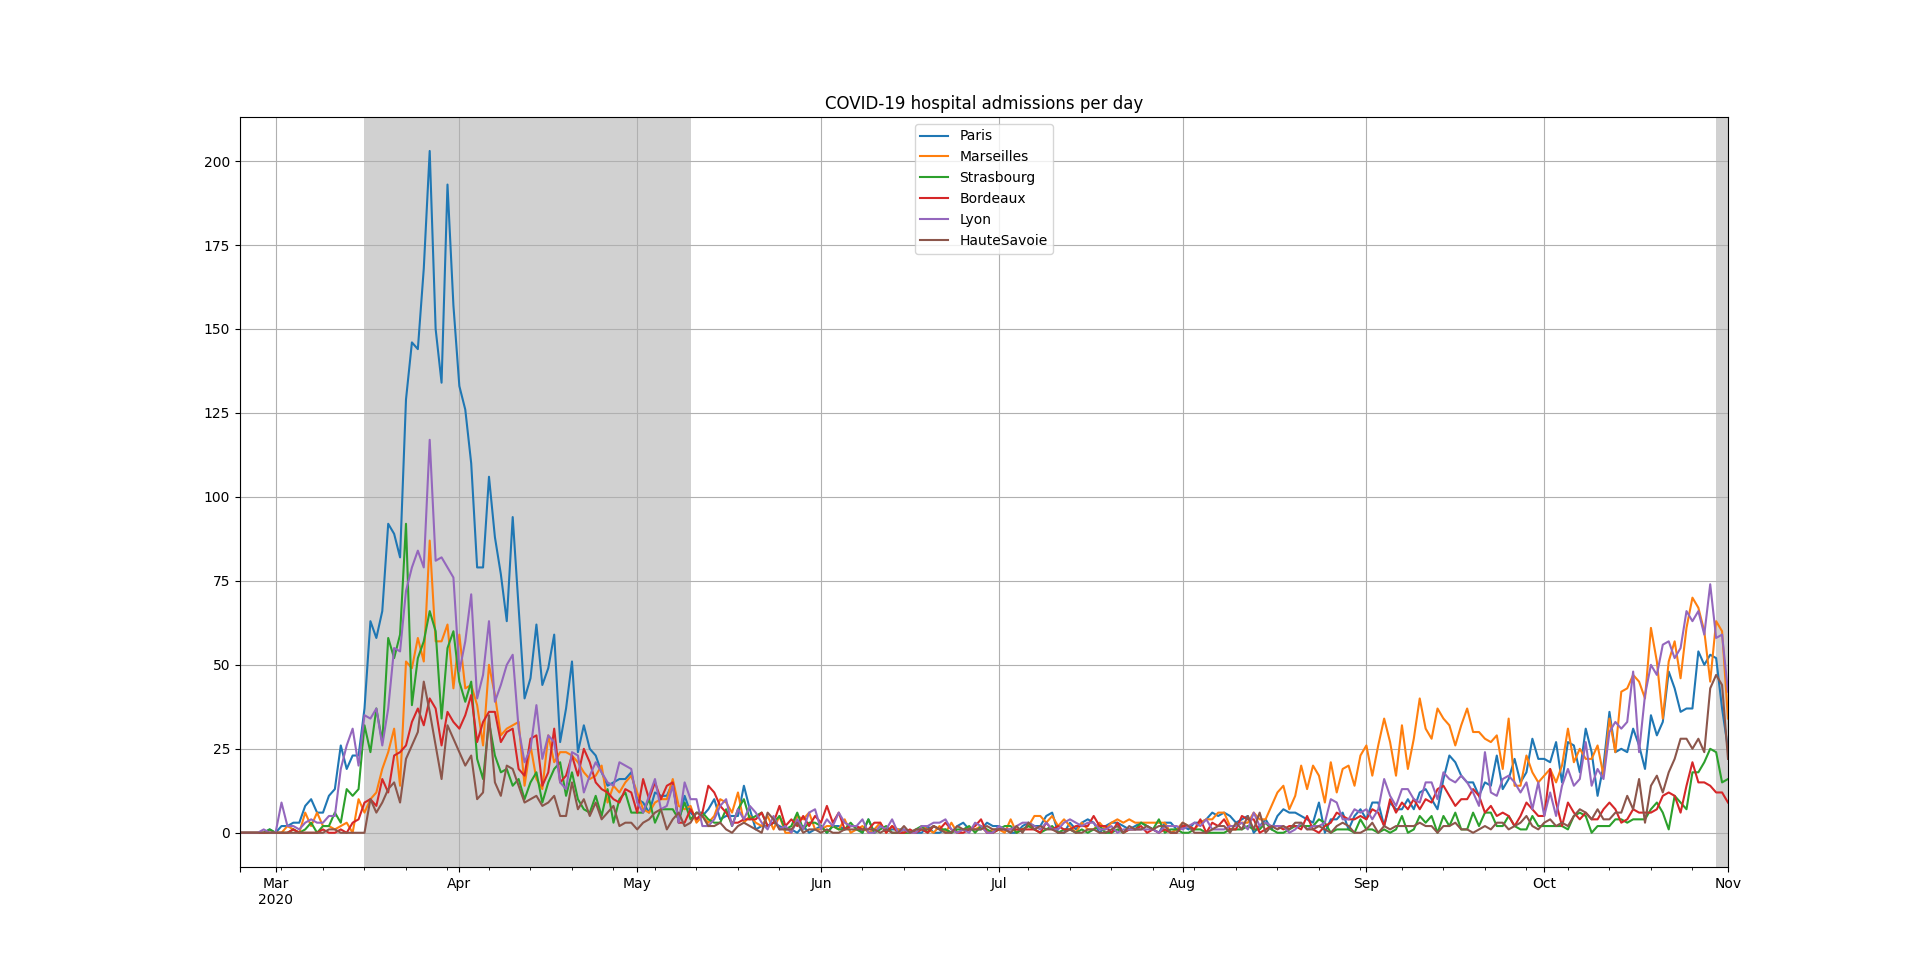 COVID-19 hospital admissions per day
Paris
Marseilles
Strasbourg
Bordeaux
Lyon
HauteSavoie
200
175
150
125
100
75
50
25
0
Mar Apr May Jun Jul Aug Sep Oct Nov
2020